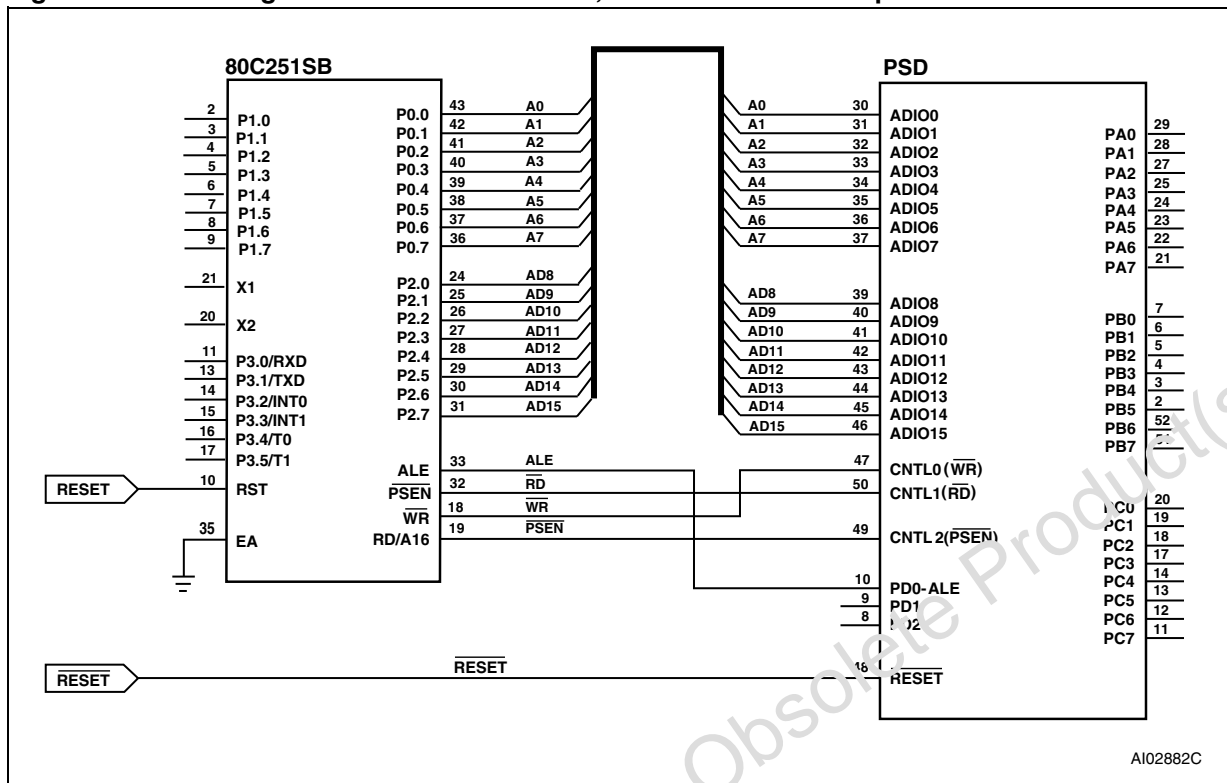 80C251SB
2 P1.0
3 P1.1
4 P1.2
5 P1.3
6 P1.4
7 P1.5
8 P1.6
9 P1.7
21 X1
20 X2
11 P3.0/RXD
13 P3.1/TXD
14 P3.2/INT0
15 P3.3/INT1
16 P3.4/T0
17 P3.5/T1
RESET 10 RST
35 EA
P0.0 43 A0
P0.1 42 A1
P0.2 41 A2
P0.3 40 A3
P0.4 39 A4
P0.5 38 A5
P0.6 37 A6
P0.7 36 A7
P2.0 24 AD8
P2.1 25 AD9
P2.2 26 AD10
P2.3 27 AD11
P2.4 28 AD12
P2.5 29 AD13
P2.6 30 AD14
P2.7 31 AD15
ALE 33 ALE
PSEN 32 RD
WR 18 WR
RD/A16 19 PSEN
PSD
A0 30 ADIO0
A1 31 ADIO1
A2 32 ADIO2
A3 33 ADIO3
A4 34 ADIO4
A5 35 ADIO5
A6 36 ADIO6
A7 37 ADIO7
AD8 39 ADIO8
AD9 40 ADIO9
AD10 41 ADIO10
AD11 42 ADIO11
AD12 43 ADIO12
AD13 44 ADIO13
AD14 45 ADIO14
AD15 46 ADIO15
47 CNTL0(WR)
50 CNTL1(RD)
49 CNTL 2(PSEN)
10 PD0-ALE
9 PD1
8
RESET RESET 48 RESET
PA0 29
PA1 28
PA2 27
PA3 25
PA4 24
PA5 23
PA6 22
PA7 21
PB0 7
PB1 6
PB2 5
PB3 4
PB4 3
PB5 2
PB6 52
PB7
PC0 20
PC1 19
PC2 18
PC3 17
PC4 14
PC5 13
PC6 12
PC7 11
Obsolete
AI02882C